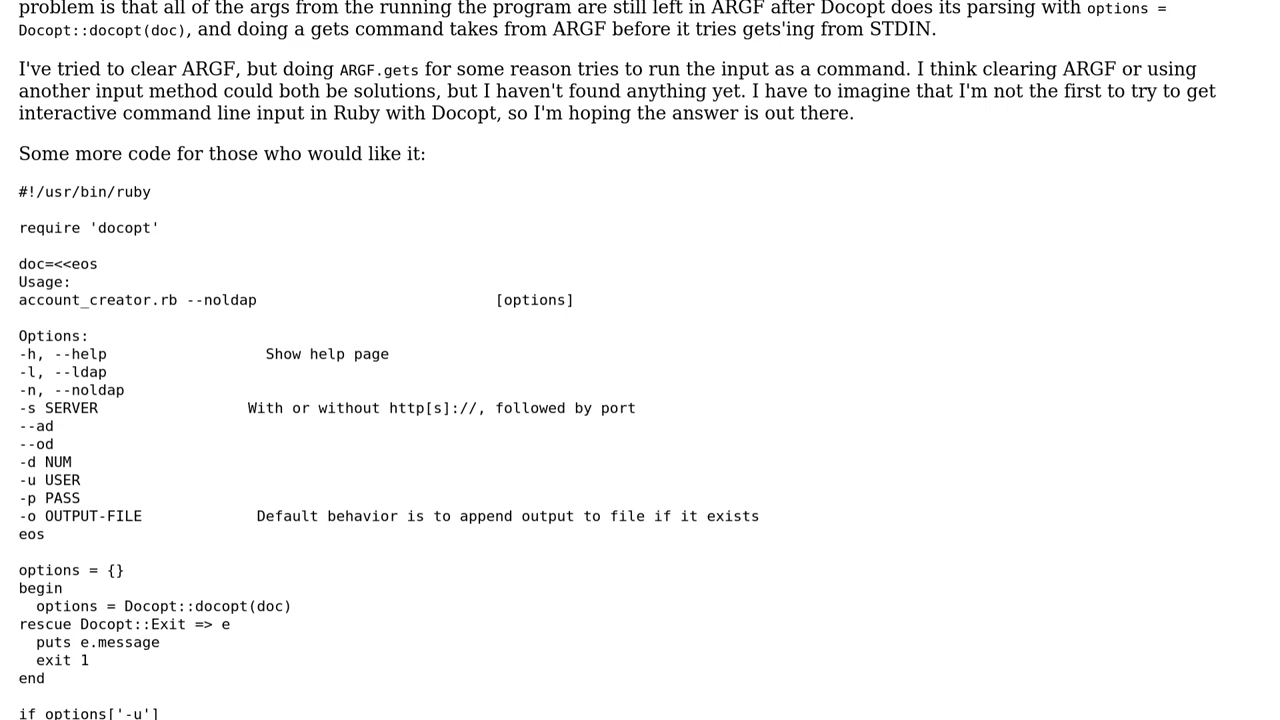 problem is that all of the args from the running the program are still left in ARGF after Docopt does its parsing with options =
Docopt::docopt(doc), and doing a gets command takes from ARGF before it tries gets'ing from STDIN.
I've tried to clear ARGF, but doing ARGF.gets for some reason tries to run the input as a command. I think clearing ARGF or using
another input method could both be solutions, but I haven't found anything yet. I have to imagine that I'm not the first to try to get
interactive command line input in Ruby with Docopt, so I'm hoping the answer is out there.
Some more code for those who would like it:
#!/usr/bin/ruby
require 'docopt'
doc=<<eos
Usage:
account_creator.rb --noldap                           [options]
Options:
-h, --help                  Show help page
-l, --ldap
-n, --noldap
-s SERVER                 With or without http[s]://, followed by port
--ad
--od
-d NUM
-u USER
-p PASS
-o OUTPUT-FILE             Default behavior is to append output to file if it exists
eos
options = {}
begin
  options = Docopt::docopt(doc)
rescue Docopt::Exit => e
  puts e.message
  exit 1
end
if options['-u']